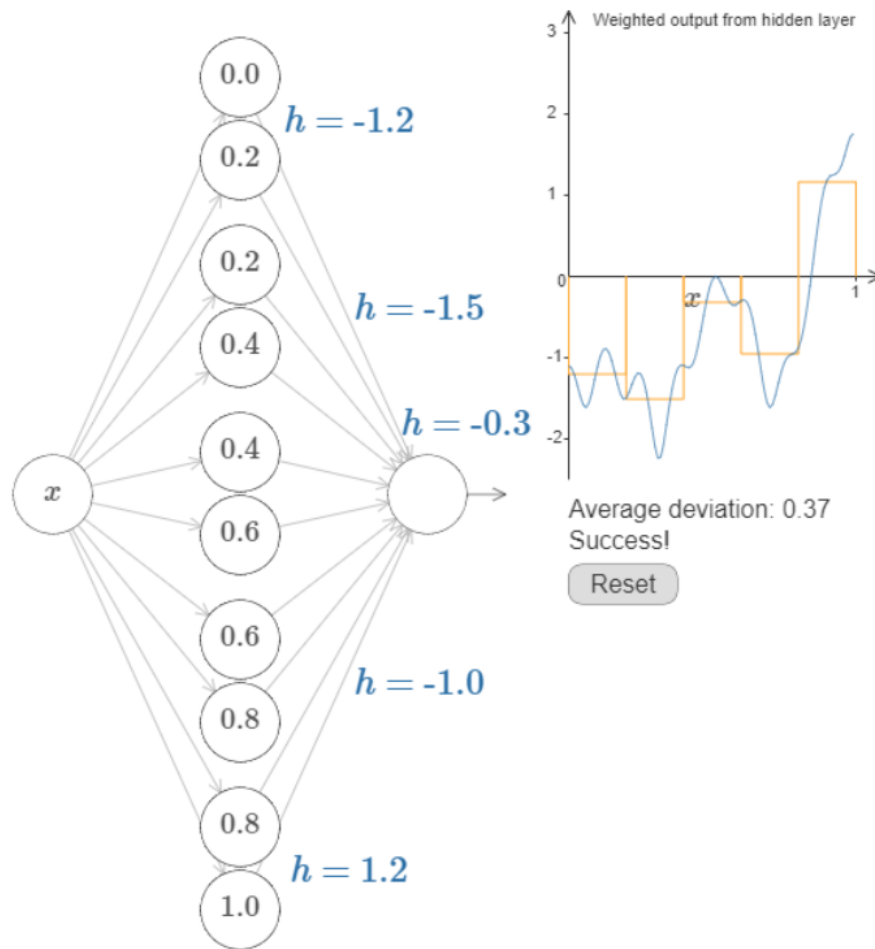 0.0
h = -1.2
0.2
0.2
h = -1.5
0.4
0.4
h = -0.3
x
0.6
0.6
h = -1.0
0.8
0.8
h = 1.2
1.0
Weighted output from hidden layer
3
2
1
0
x
1
-1
-2
Average deviation: 0.37
Success!
Reset